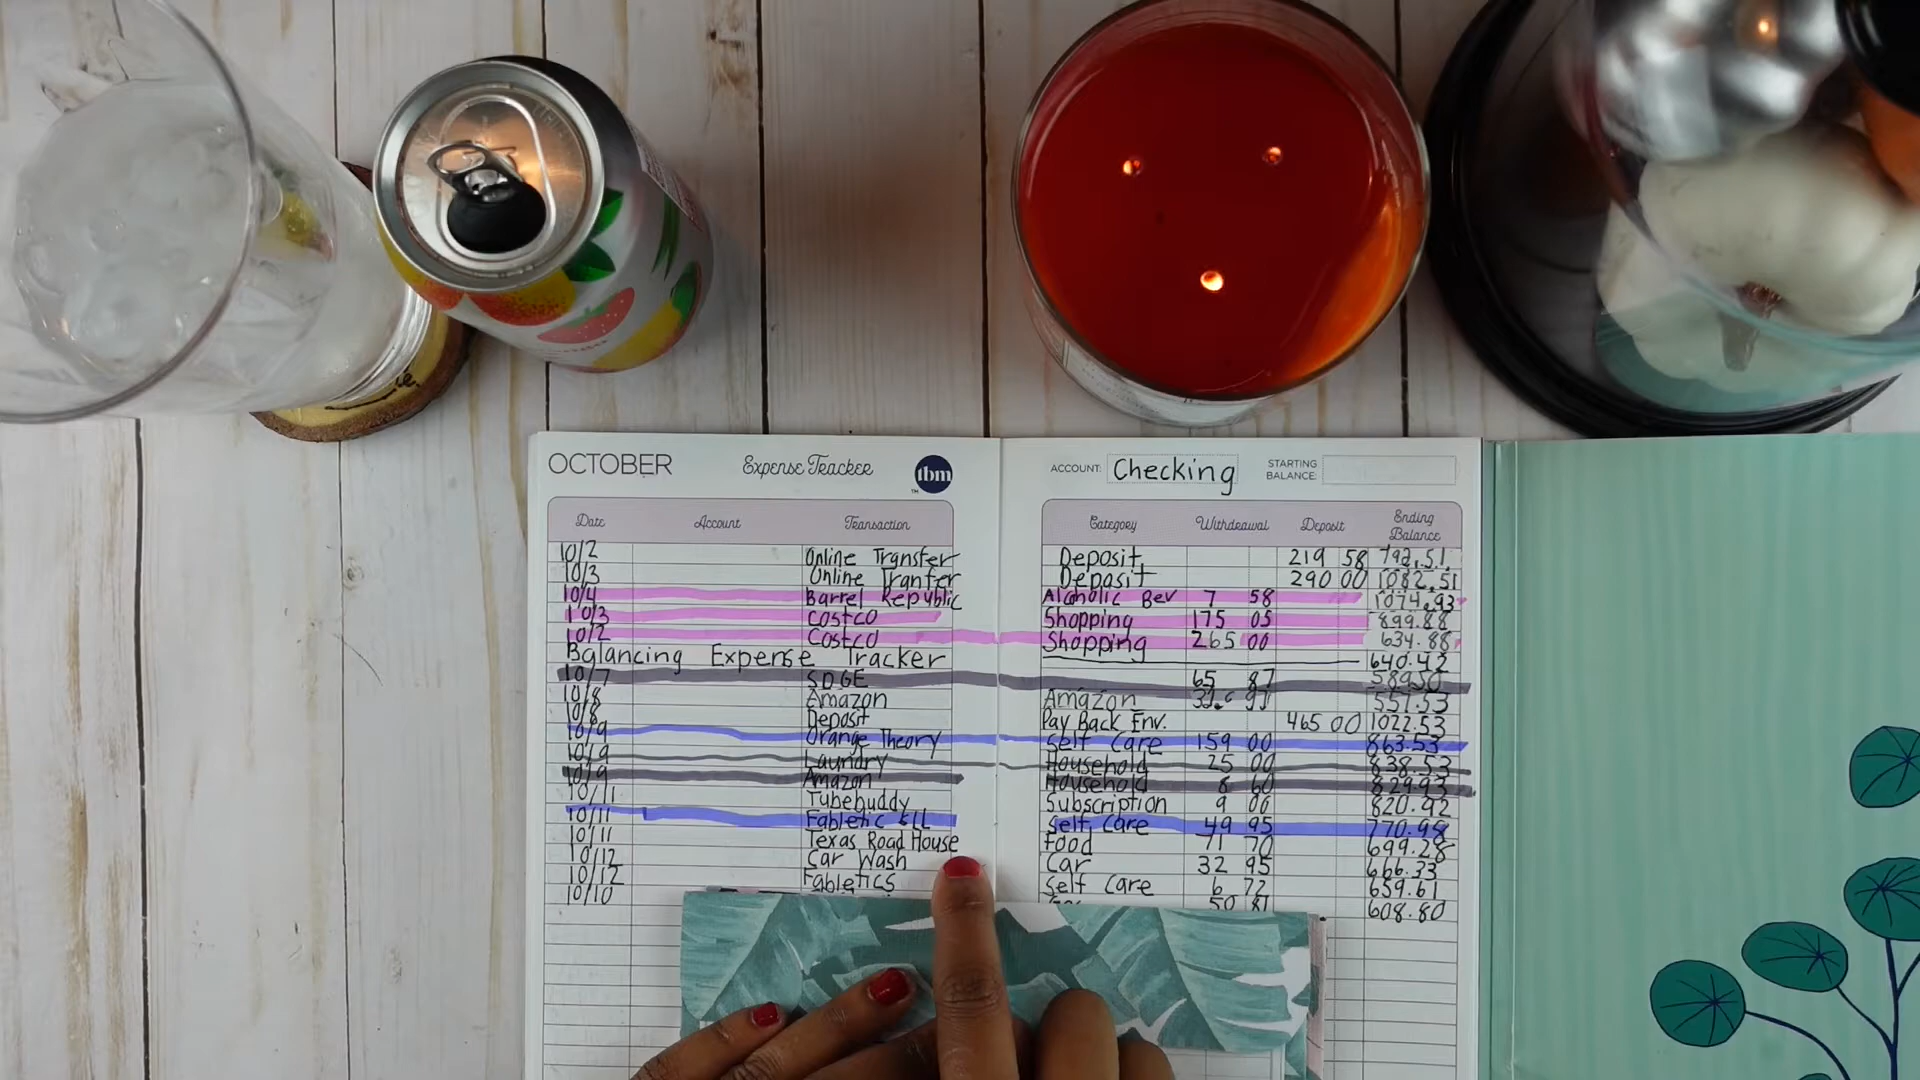 OCTOBER Expense Tracker tbm ACCOUNT: Checking STARTING BALANCE:
Date Account Transaction Category Withdrawal Deposit Ending Balance
10/2 Online Transfer Deposit 219 58 792.51
10/3 Online Tranfer Deposit 290 00 1082.51
10/4 Barrel Republic Alcoholic Bev 7 58 1074.93
10/3 Costco Shopping 175 05 899.88
10/2 Costco Shopping 265 00 634.88
Balancing Expense Tracker 640.42
10/7 SDGE 65 87 589.50
10/8 Amazon Amazon 557.53
10/8 Deposit Pay Back Env. 465 00 1022.53
10/9 Orange Theory Self Care 159 00 863.53
10/9 Laundry Household 25 00 838.53
10/9 Amazon Household 8 60 829.93
10/11 Tubebuddy Subscription 9 00 820.92
10/11 Fabletic Self Care 49 95 770.98
10/11 Texas Road House Food 71 70 699.28
10/12 Car Wash Car 32 95 666.33
10/12 Fabletics Self Care 6 72 659.61
10/10 50 81 608.80